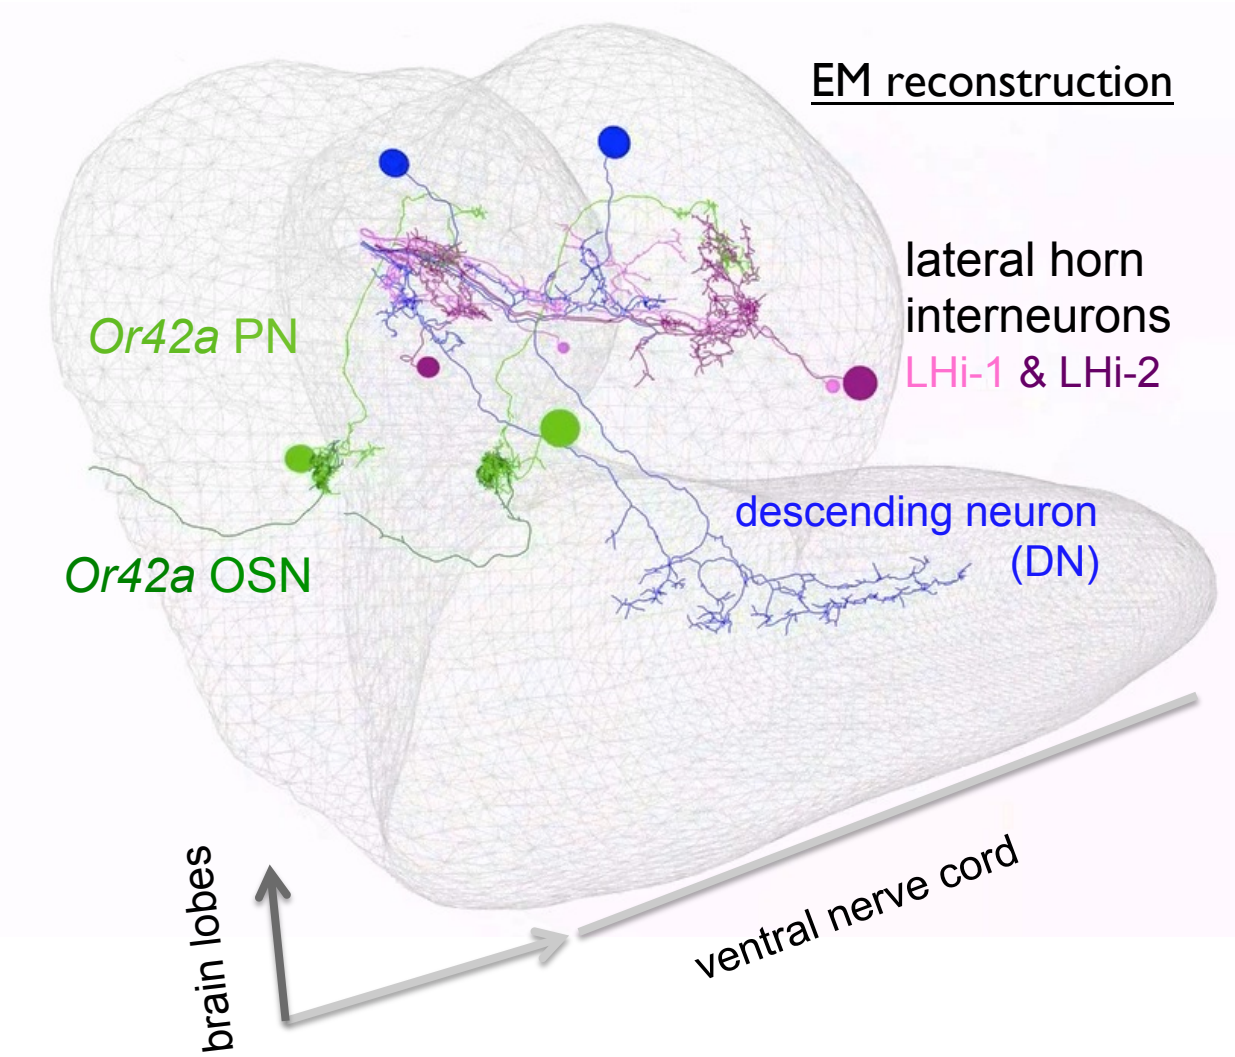 EM reconstruction
lateral horn
interneurons
LHi-1 & LHi-2
Or42a PN
descending neuron
(DN)
Or42a OSN
brain lobes
ventral nerve cord